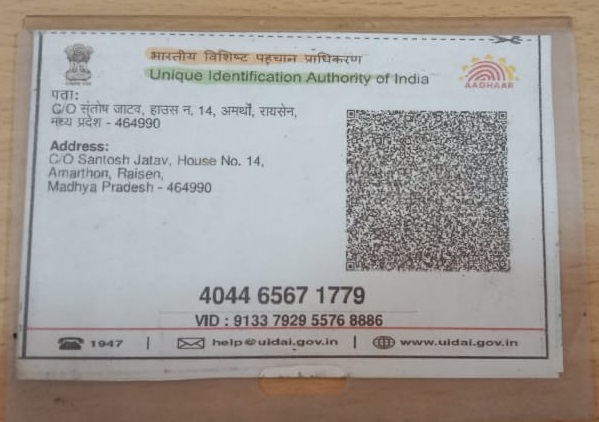 भारतीय विशिष्ट पहचान प्राधिकरण
Unique Identification Authority of India
AADHAAR
पता:
C/O संतोष जाटव, हाउस न. 14, अमर्थों, रायसेन,
मध्य प्रदेश - 464990
Address:
C/O Santosh Jatav, House No. 14,
Amarthon, Raisen,
Madhya Pradesh - 464990
4044 6567 1779
VID : 9133 7929 5576 8886
1947 | help@uidai.gov.in | www.uidai.gov.in